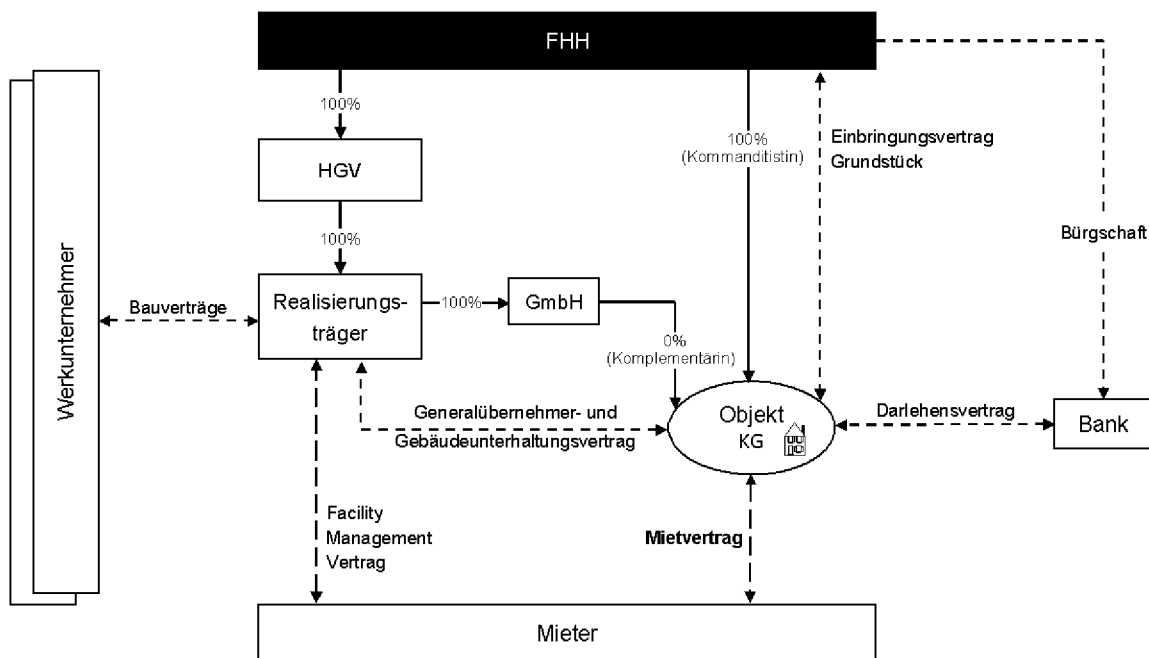 FHH
100%
HGV
100%
100%
(Kommanditistin)
Einbringungsvertrag
Grundstück
Bürgschaft
Werkunternehmer
Bauverträge
Realisierungs-
träger
100%
GmbH
0%
(Komplementärin)
Generalübernehmer- und
Gebäudeunterhaltungsvertrag
Objekt
KG
Darlehensvertrag
Bank
Facility
Management
Vertrag
Mietvertrag
Mieter